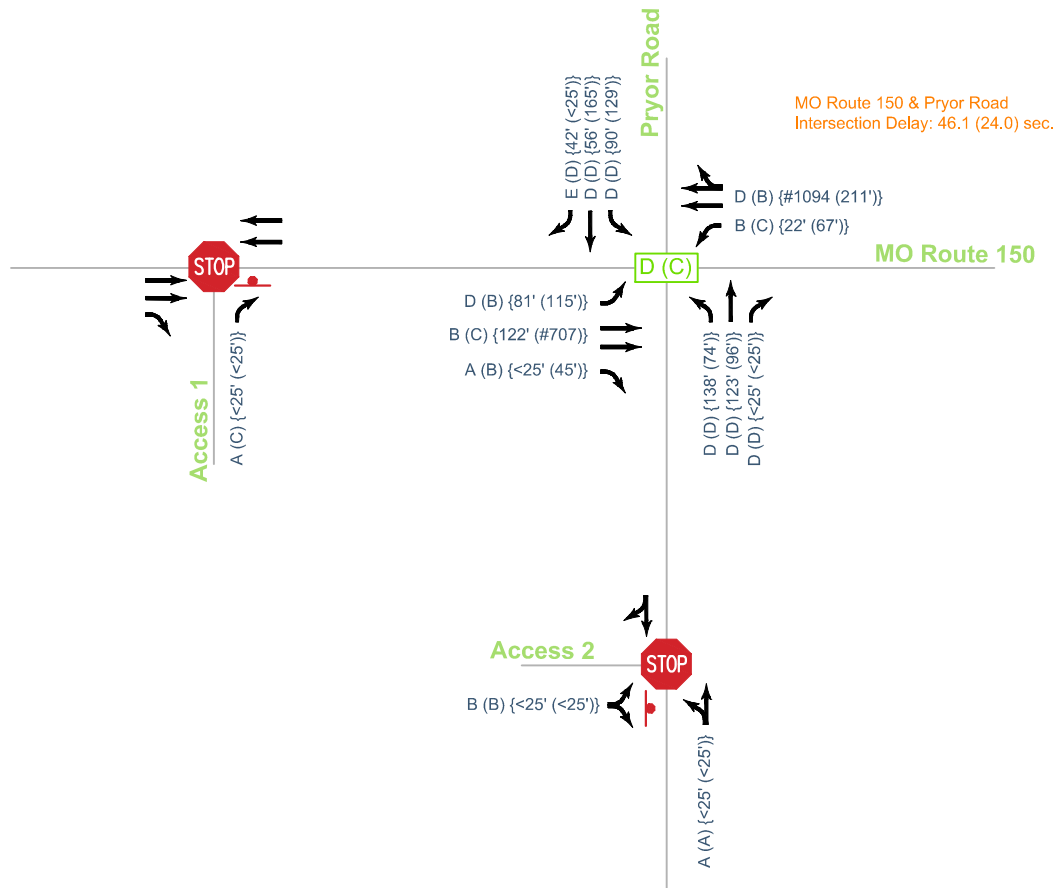 Pryor Road
MO Route 150 & Pryor Road
Intersection Delay: 46.1 (24.0) sec.
E (D) {42' (<25')}
D (D) {56' (165')}
D (D) {90' (129')}
D (B) {#1094 (211')}
B (C) {22' (67')}
MO Route 150
STOP
D (C)
D (B) {81' (115')}
B (C) {122' (#707)}
A (B) {<25' (45')}
Access 1
A (C) {<25' (<25')}
D (D) {138' (74')}
D (D) {123' (96')}
D (D) {<25' (<25')}
Access 2
STOP
B (B) {<25' (<25')}
A (A) {<25' (<25')}